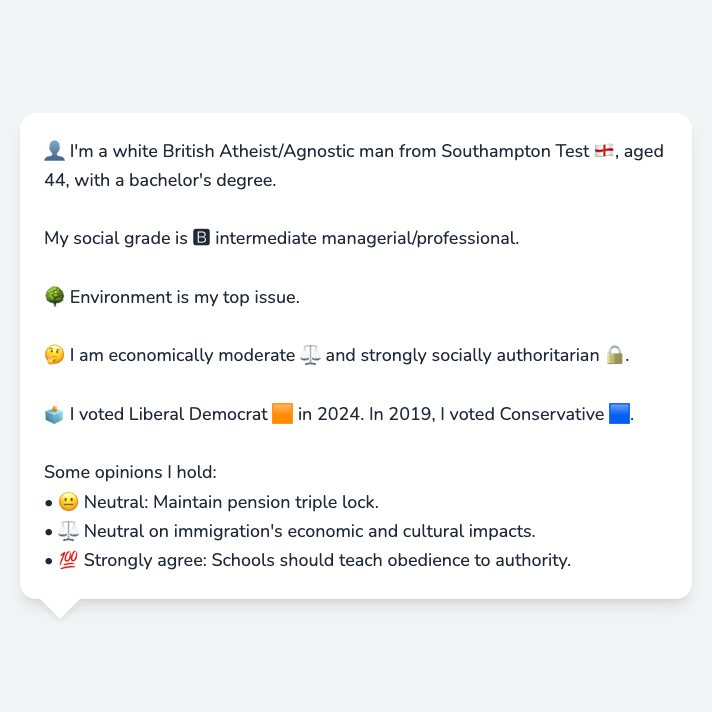 👤 I'm a white British Atheist/Agnostic man from Southampton Test 🏴󠁧󠁢󠁥󠁮󠁧󠁿, aged
44, with a bachelor's degree.
My social grade is 🅱 intermediate managerial/professional.
🌳 Environment is my top issue.
🤔 I am economically moderate ⚖️ and strongly socially authoritarian 🔒.
🗳️ I voted Liberal Democrat 🟧 in 2024. In 2019, I voted Conservative 🟦.
Some opinions I hold:
• 😐 Neutral: Maintain pension triple lock.
• ⚖️ Neutral on immigration's economic and cultural impacts.
• 💯 Strongly agree: Schools should teach obedience to authority.